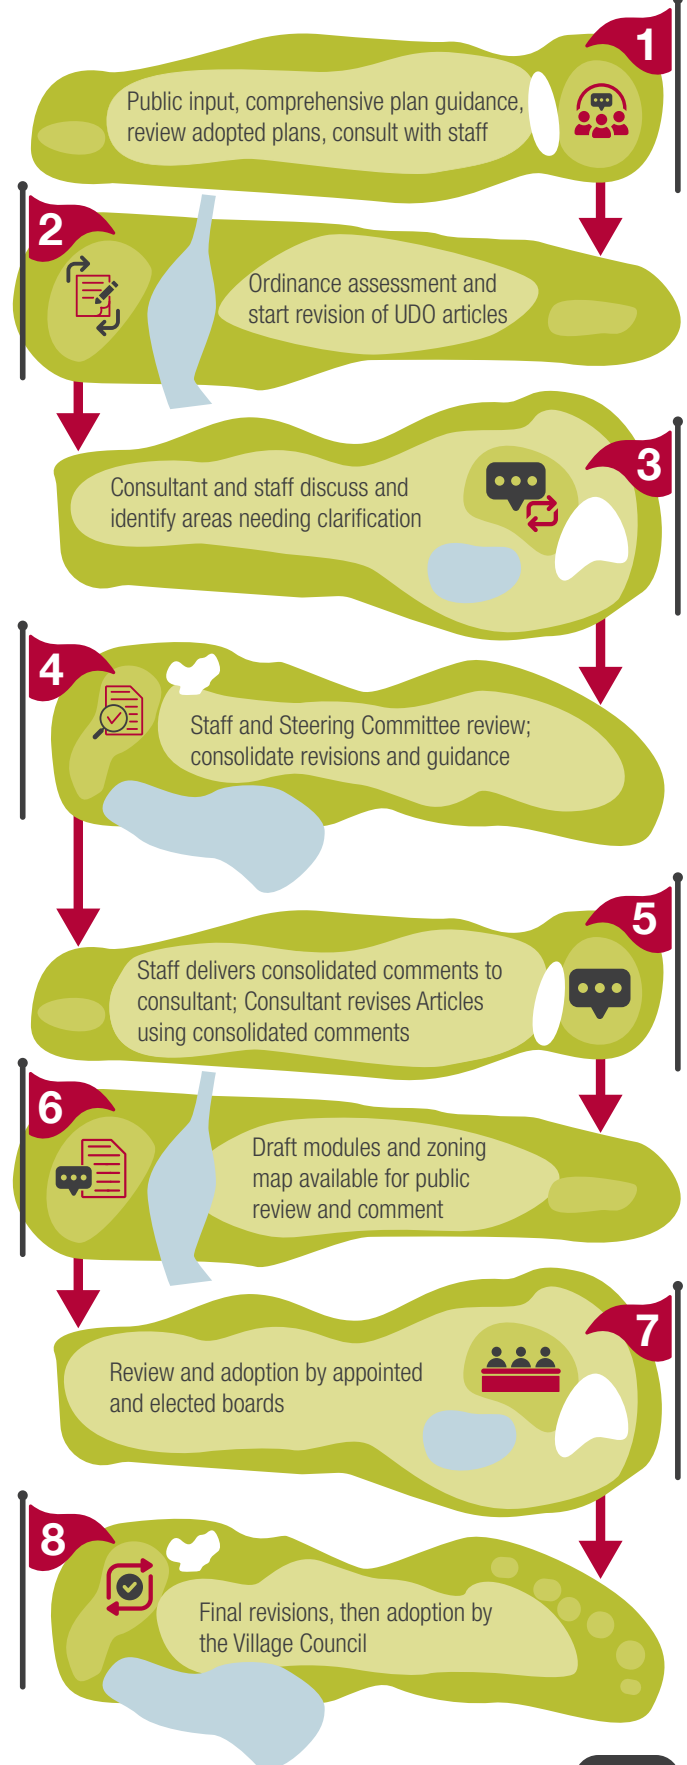 1
Public input, comprehensive plan guidance,
review adopted plans, consult with staff
2
Ordinance assessment and
start revision of UDO articles
3
Consultant and staff discuss and
identify areas needing clarification
4
Staff and Steering Committee review;
consolidate revisions and guidance
5
Staff delivers consolidated comments to
consultant; Consultant revises Articles
using consolidated comments
6
Draft modules and zoning
map available for public
review and comment
7
Review and adoption by appointed
and elected boards
8
Final revisions, then adoption by
the Village Council